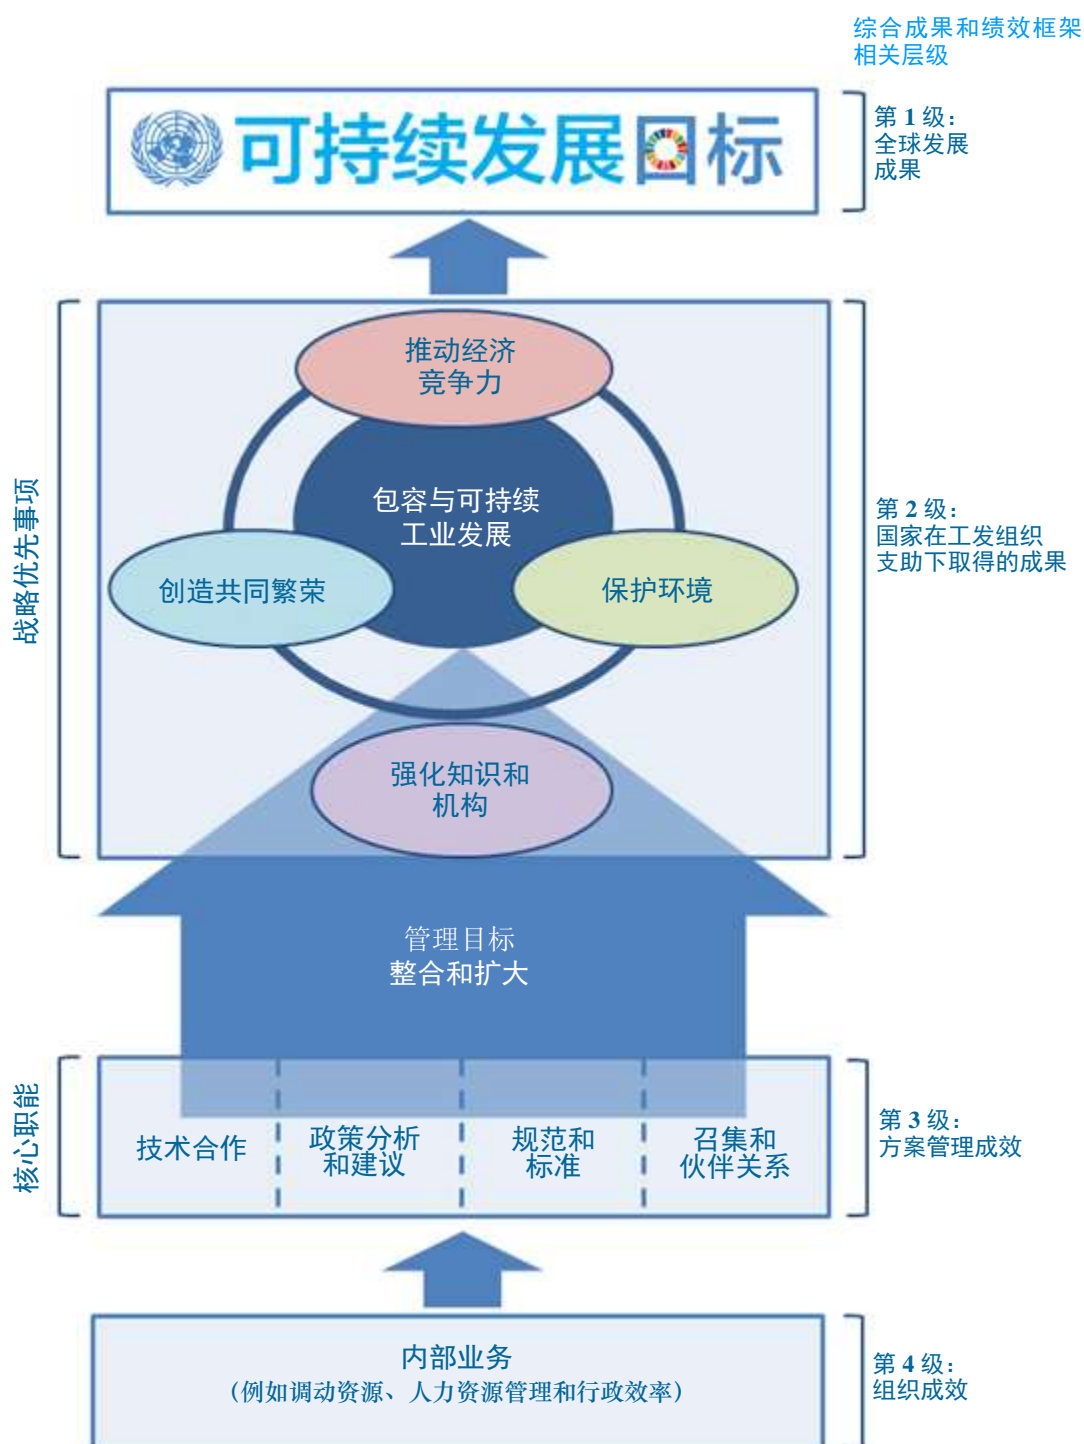 综合成果和绩效框架
相关层级
可持续发展目标
第 1 级：
全球发展
成果
战略优先事项
推动经济
竞争力
包容与可持续
工业发展
创造共同繁荣
保护环境
强化知识和
机构
第 2 级：
国家在工发组织
支助下取得的成果
管理目标
整合和扩大
核心职能
技术合作
政策分析
和建议
规范和
标准
召集和
伙伴关系
第 3 级：
方案管理成效
内部业务
（例如调动资源、人力资源管理和行政效率）
第 4 级：
组织成效